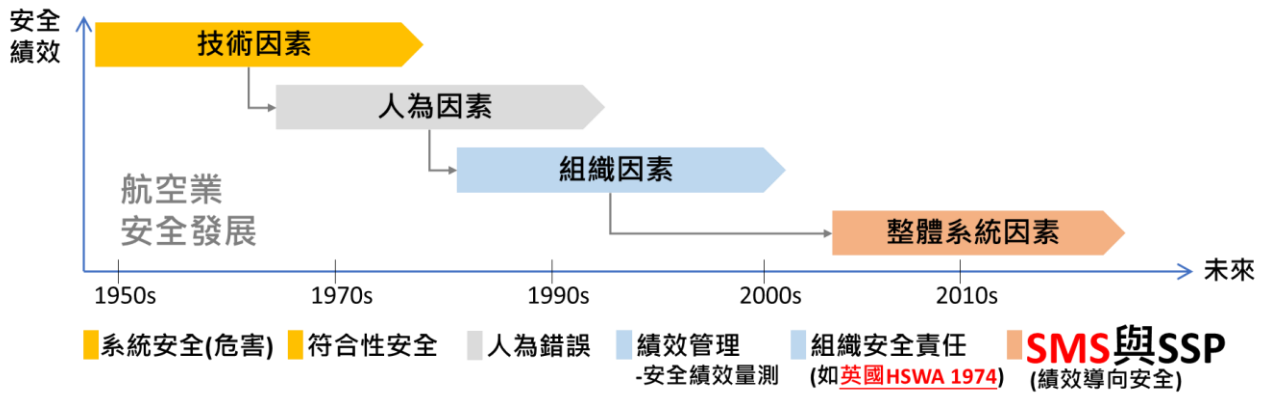 安全
績效
技術因素
人為因素
組織因素
航空業
安全發展
整體系統因素
未來
1950s
1970s
1990s
2000s
2010s
系統安全(危害)
符合性安全
人為錯誤
績效管理
-安全績效量測
組織安全責任
(如英國HSWA 1974)
SMS與SSP
(績效導向安全)